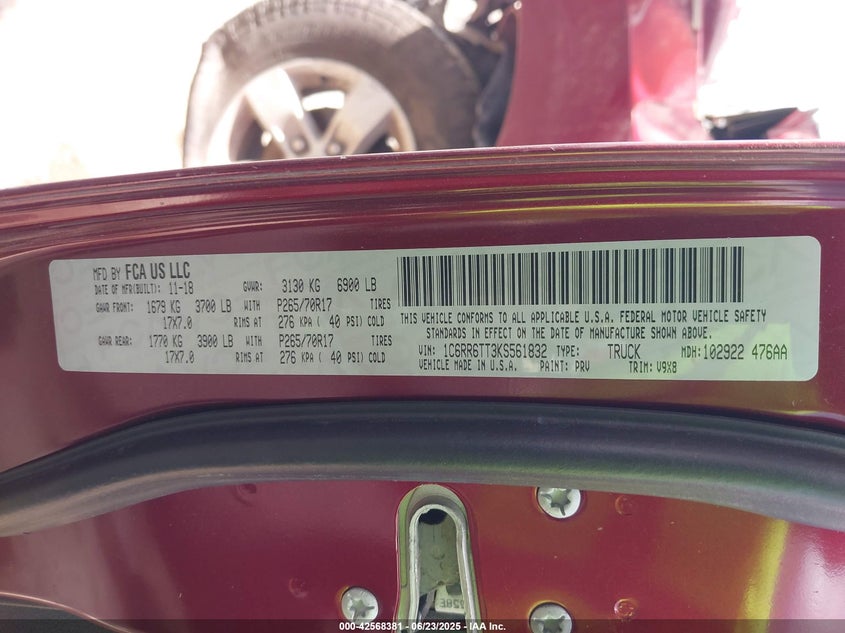 MFD BY FCA US LLC
DATE OF MFR(BUILT): 11-18 GVWR: 3130 KG 6900 LB
GAWR FRONT: 1679 KG 3700 LB WITH P265/70R17 TIRES
17X7.0 RIMS AT 276 KPA ( 40 PSI) COLD
GAWR REAR: 1770 KG 3900 LB WITH P265/70R17 TIRES
17X7.0 RIMS AT 276 KPA ( 40 PSI) COLD
THIS VEHICLE CONFORMS TO ALL APPLICABLE U.S.A. FEDERAL MOTOR VEHICLE SAFETY
STANDARDS IN EFFECT ON THE DATE OF MANUFACTURE SHOWN ABOVE.
VIN: 1C6RR6TT3KS561832 TYPE: TRUCK MDH: 102922 476AA
VEHICLE MADE IN U.S.A. PAINT: PRV TRIM: V9X8
000-42568381 - 06/23/2025 - IAA, Inc.